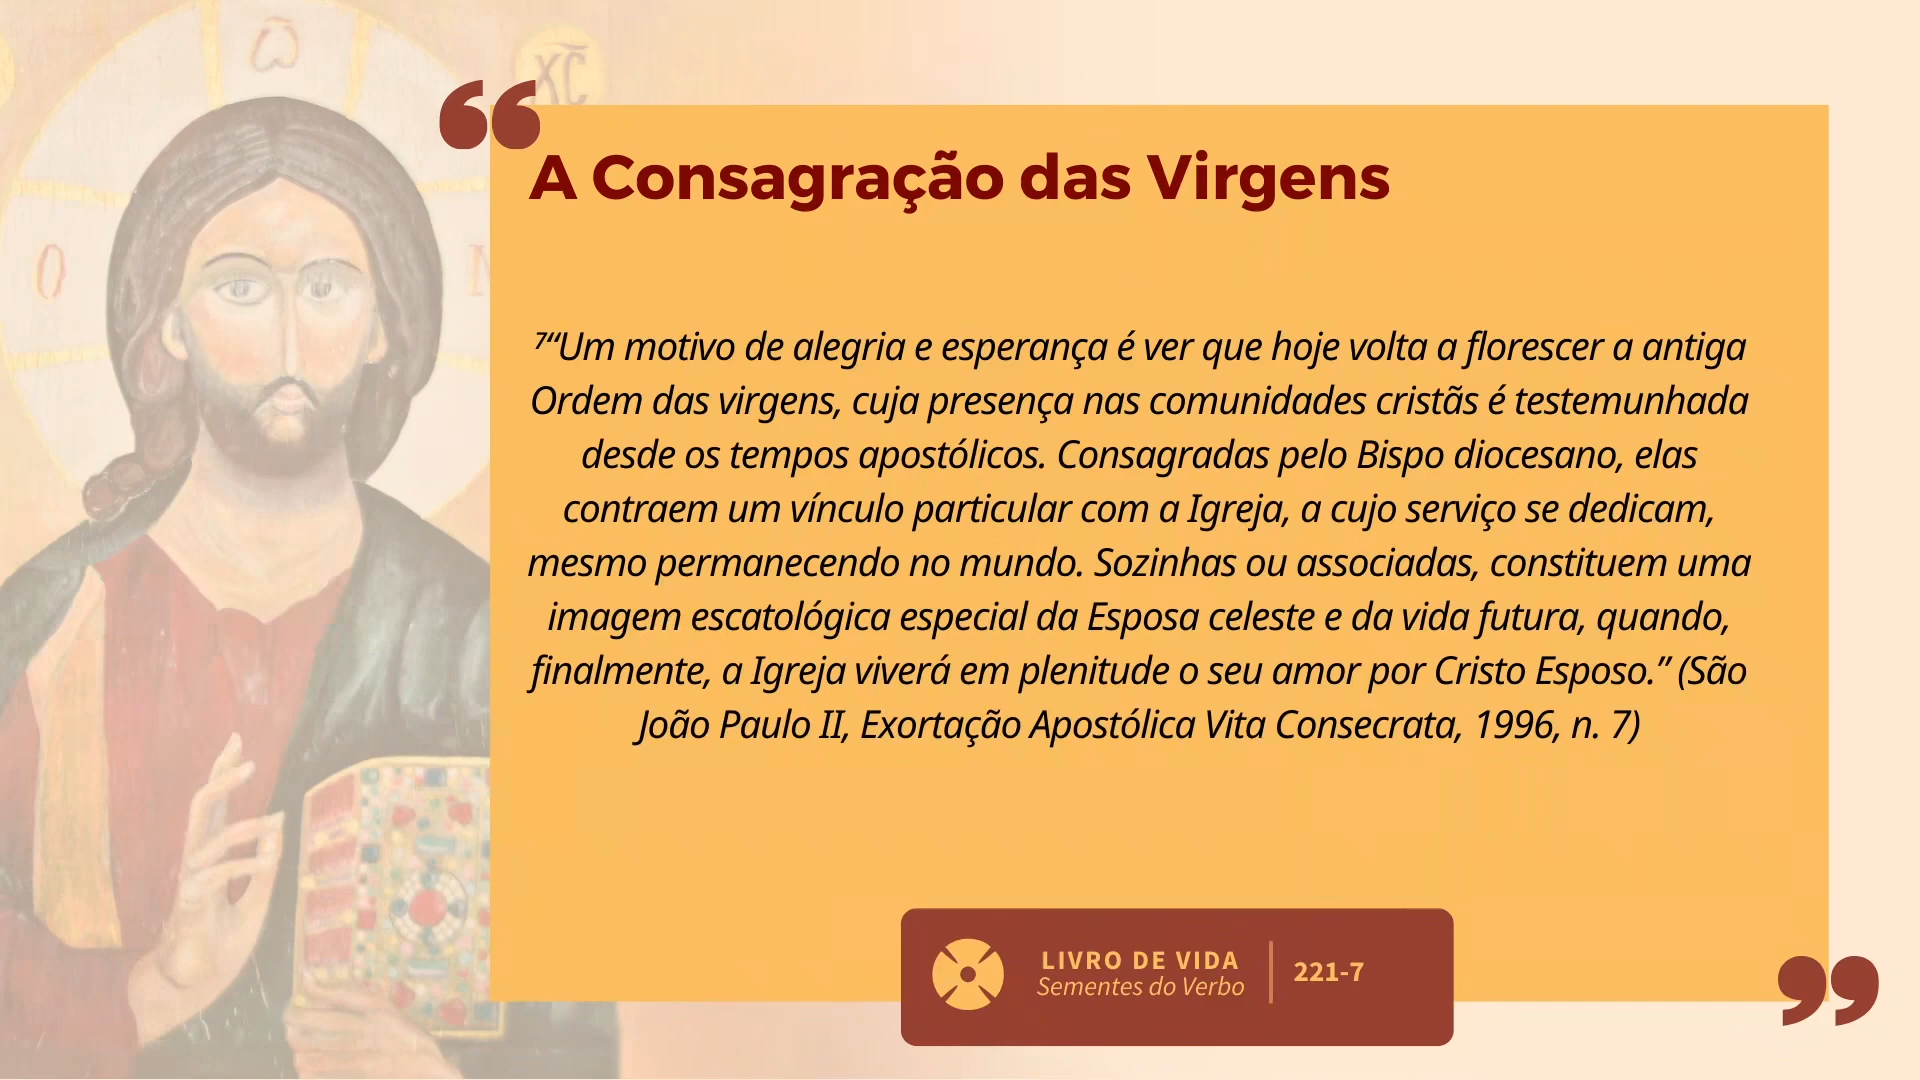 ѽ
XC
O
A Consagração das Virgens
⁷“Um motivo de alegria e esperança é ver que hoje volta a florescer a antiga
Ordem das virgens, cuja presença nas comunidades cristãs é testemunhada
desde os tempos apostólicos. Consagradas pelo Bispo diocesano, elas
contraem um vínculo particular com a Igreja, a cujo serviço se dedicam,
mesmo permanecendo no mundo. Sozinhas ou associadas, constituem uma
imagem escatológica especial da Esposa celeste e da vida futura, quando,
finalmente, a Igreja viverá em plenitude o seu amor por Cristo Esposo.” (São
João Paulo II, Exortação Apostólica Vita Consecrata, 1996, n. 7)
LIVRO DE VIDA
Sementes do Verbo
221-7